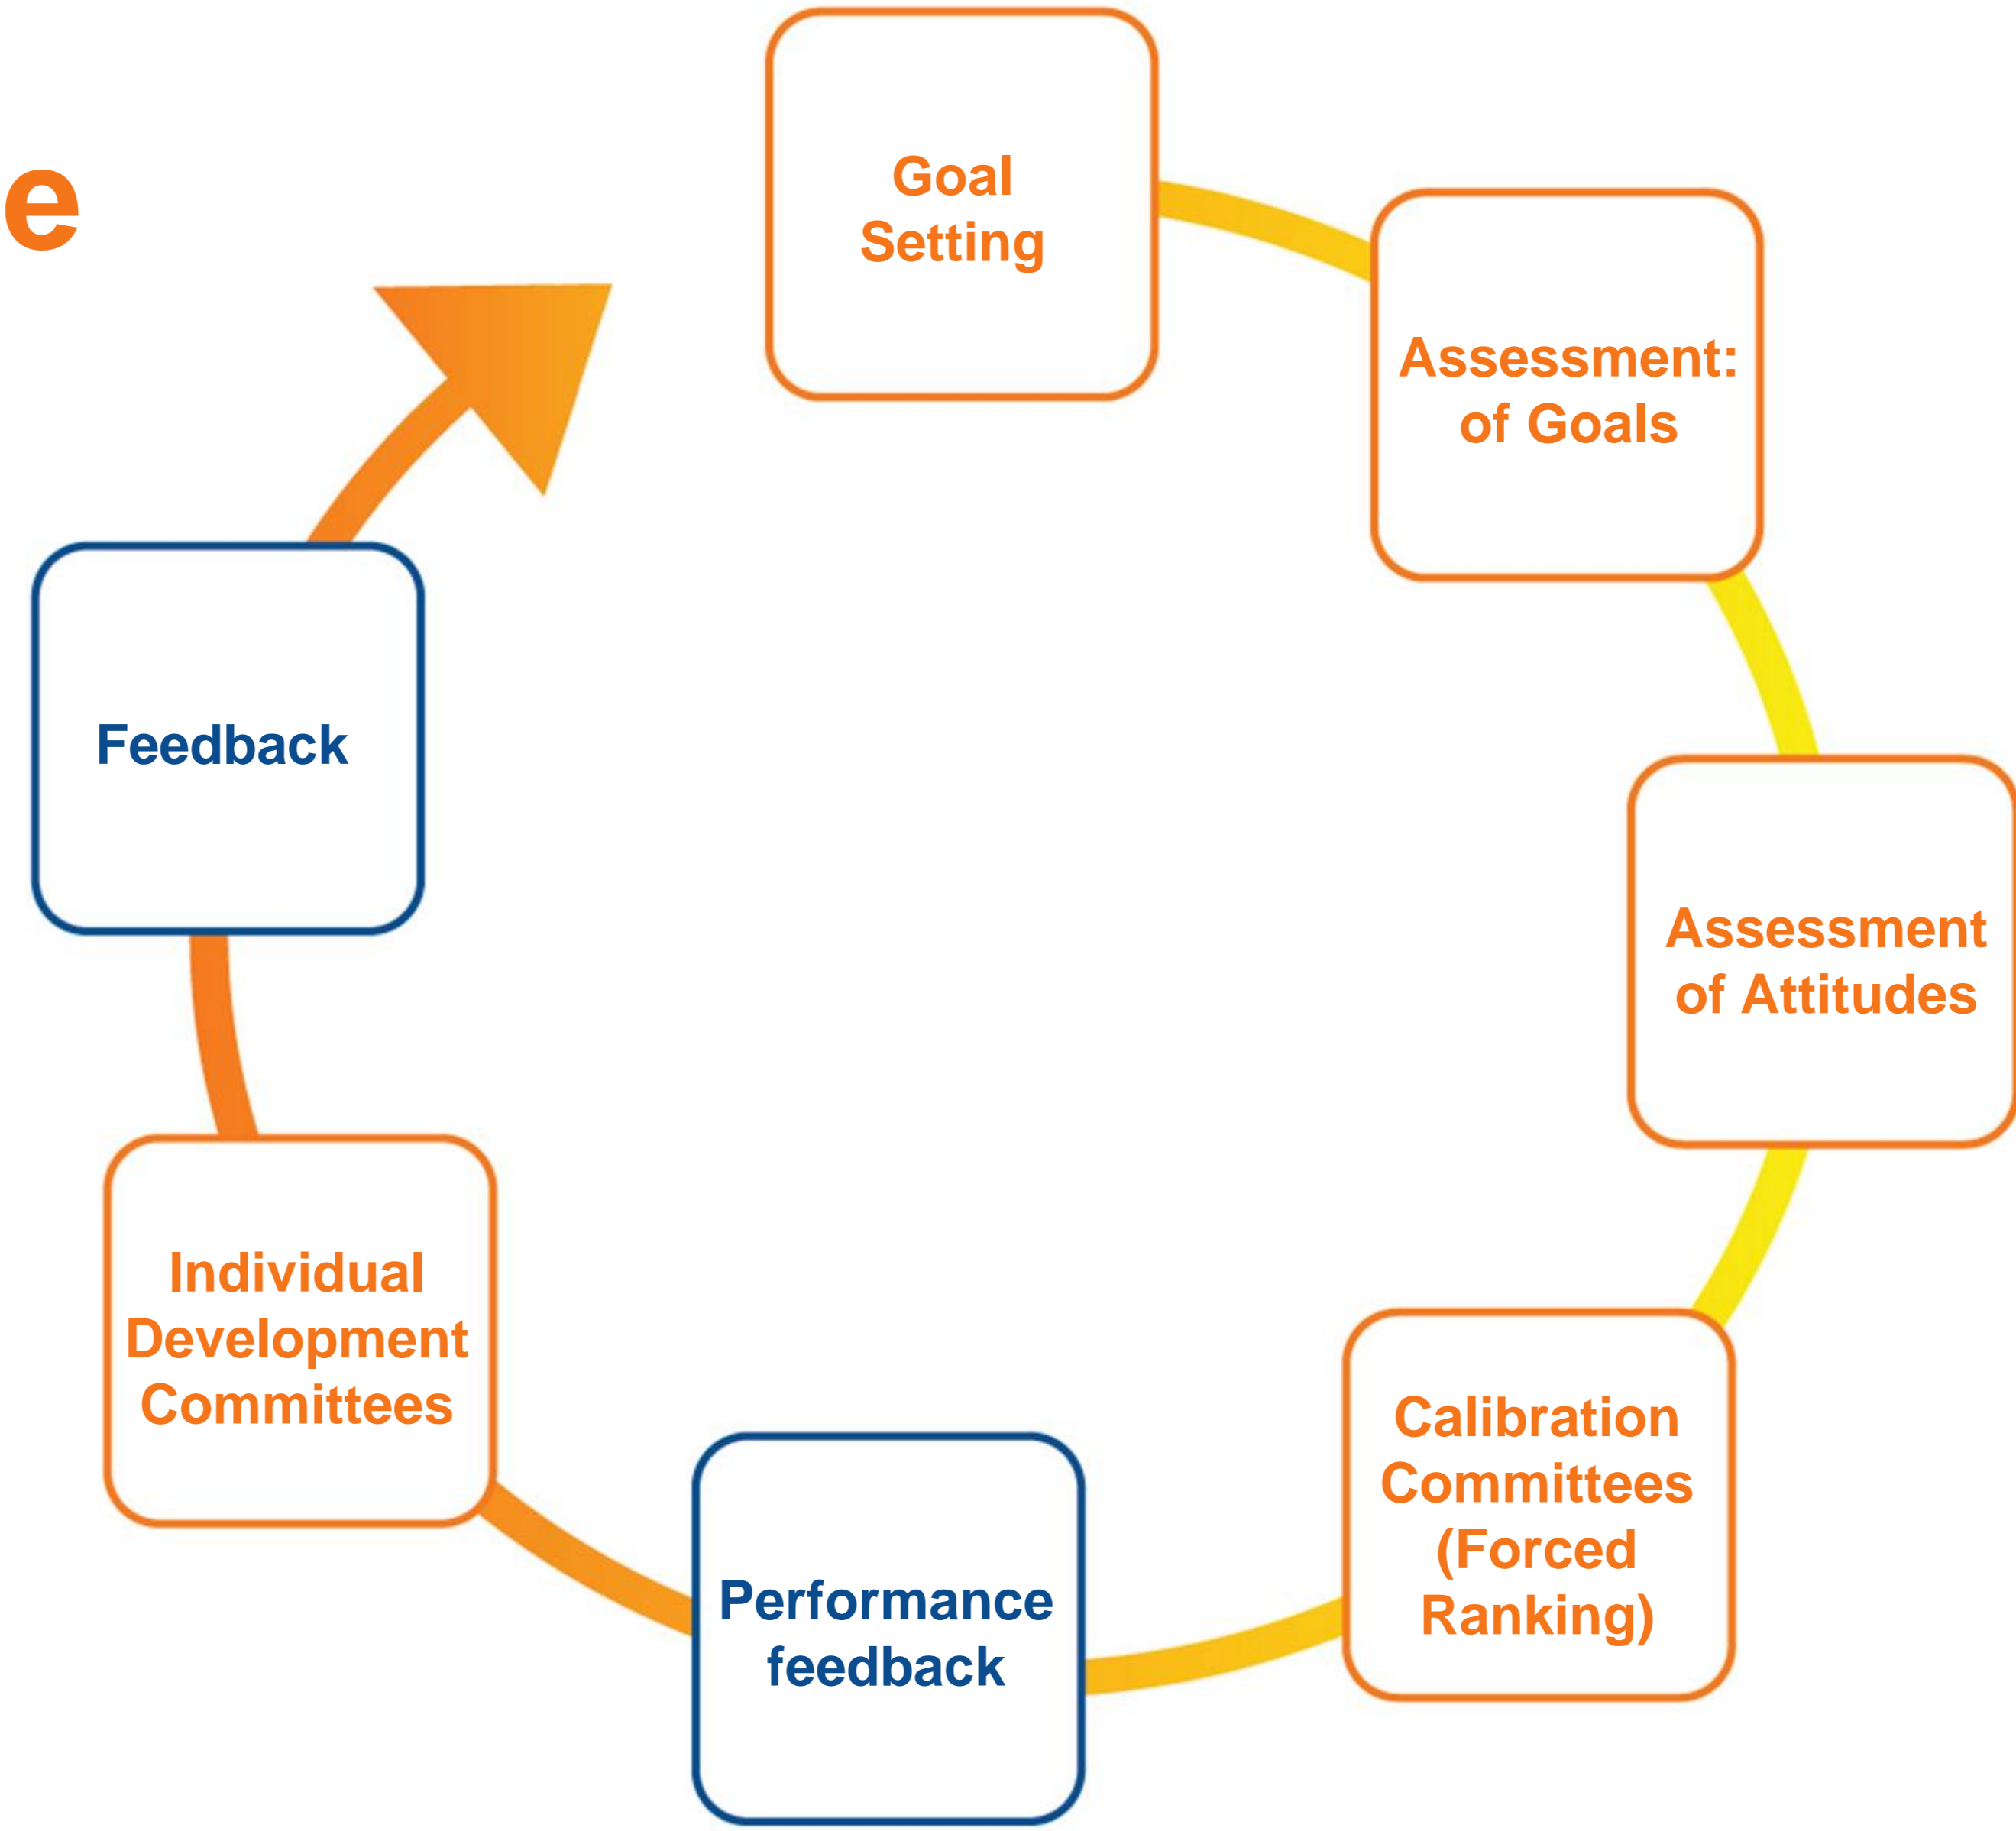 e
Goal
Setting
Assessment:
of Goals
Assessment
of Attitudes
Calibration
Committees
(Forced
Ranking)
Performance
feedback
Individual
Development
Committees
Feedback